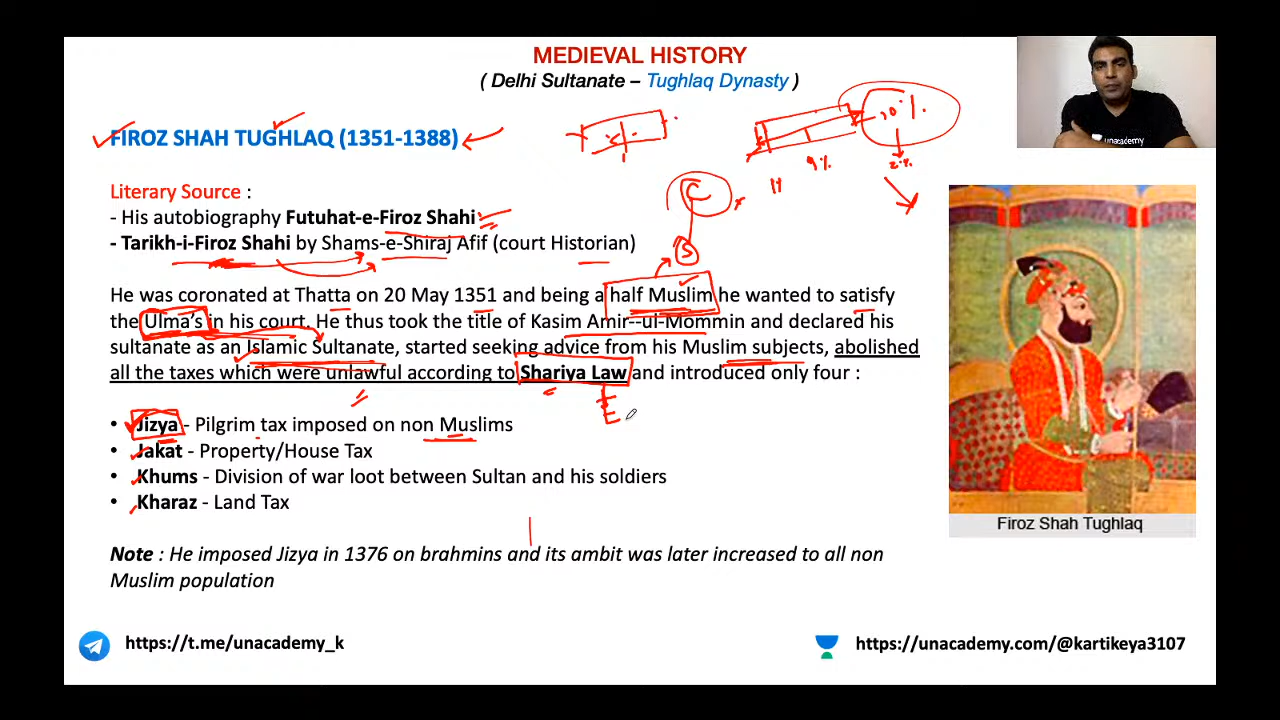 MEDIEVAL HISTORY
( Delhi Sultanate – Tughlaq Dynasty )
unacademy
FIROZ SHAH TUGHLAQ (1351-1388)
9%
2%
C
S
Literary Source :
- His autobiography Futuhat-e-Firoz Shahi
- Tarikh-i-Firoz Shahi by Shams-e-Shiraj Afif (court Historian)
He was coronated at Thatta on 20 May 1351 and being a half Muslim he wanted to satisfy
the Ulma's in his court. He thus took the title of Kasim Amir--ul-Mommin and declared his
sultanate as an Islamic Sultanate, started seeking advice from his Muslim subjects, abolished
all the taxes which were unlawful according to Shariya Law and introduced only four :
• Jizya - Pilgrim tax imposed on non Muslims
• Jakat - Property/House Tax
• Khums - Division of war loot between Sultan and his soldiers
• Kharaz - Land Tax
Firoz Shah Tughlaq
Note : He imposed Jizya in 1376 on brahmins and its ambit was later increased to all non
Muslim population
https://t.me/unacademy_k
https://unacademy.com/@kartikeya3107